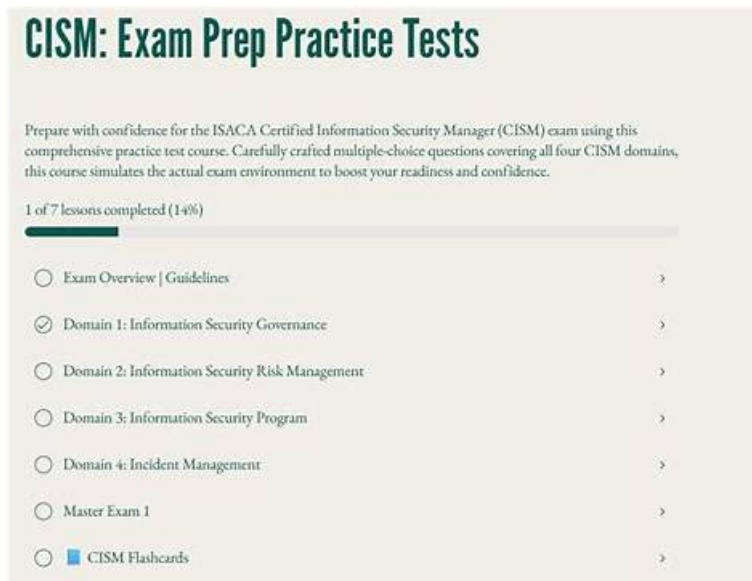 CISM: Exam Prep Practice Tests
Prepare with confidence for the ISACA Certified Information Security Manager (CISM) exam using this
comprehensive practice test course. Carefully crafted multiple-choice questions covering all four CISM domains,
this course simulates the actual exam environment to boost your readiness and confidence.
1 of 7 lessons completed (14%)
Exam Overview | Guidelines
Domain 1: Information Security Governance
Domain 2: Information Security Risk Management
Domain 3: Information Security Program
Domain 4: Incident Management
Master Exam 1
CISM Flashcards